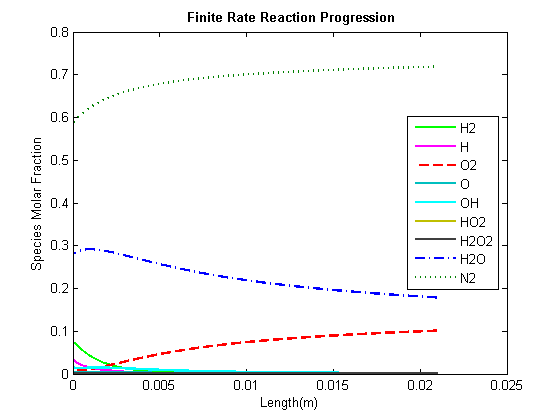 Finite Rate Reaction Progression
Species Molar Fraction
0.8
0.7
0.6
0.5
0.4
0.3
0.2
0.1
0
0
0.005
0.01
0.015
0.02
0.025
Length(m)
H2
H
O2
O
OH
HO2
H2O2
H2O
N2